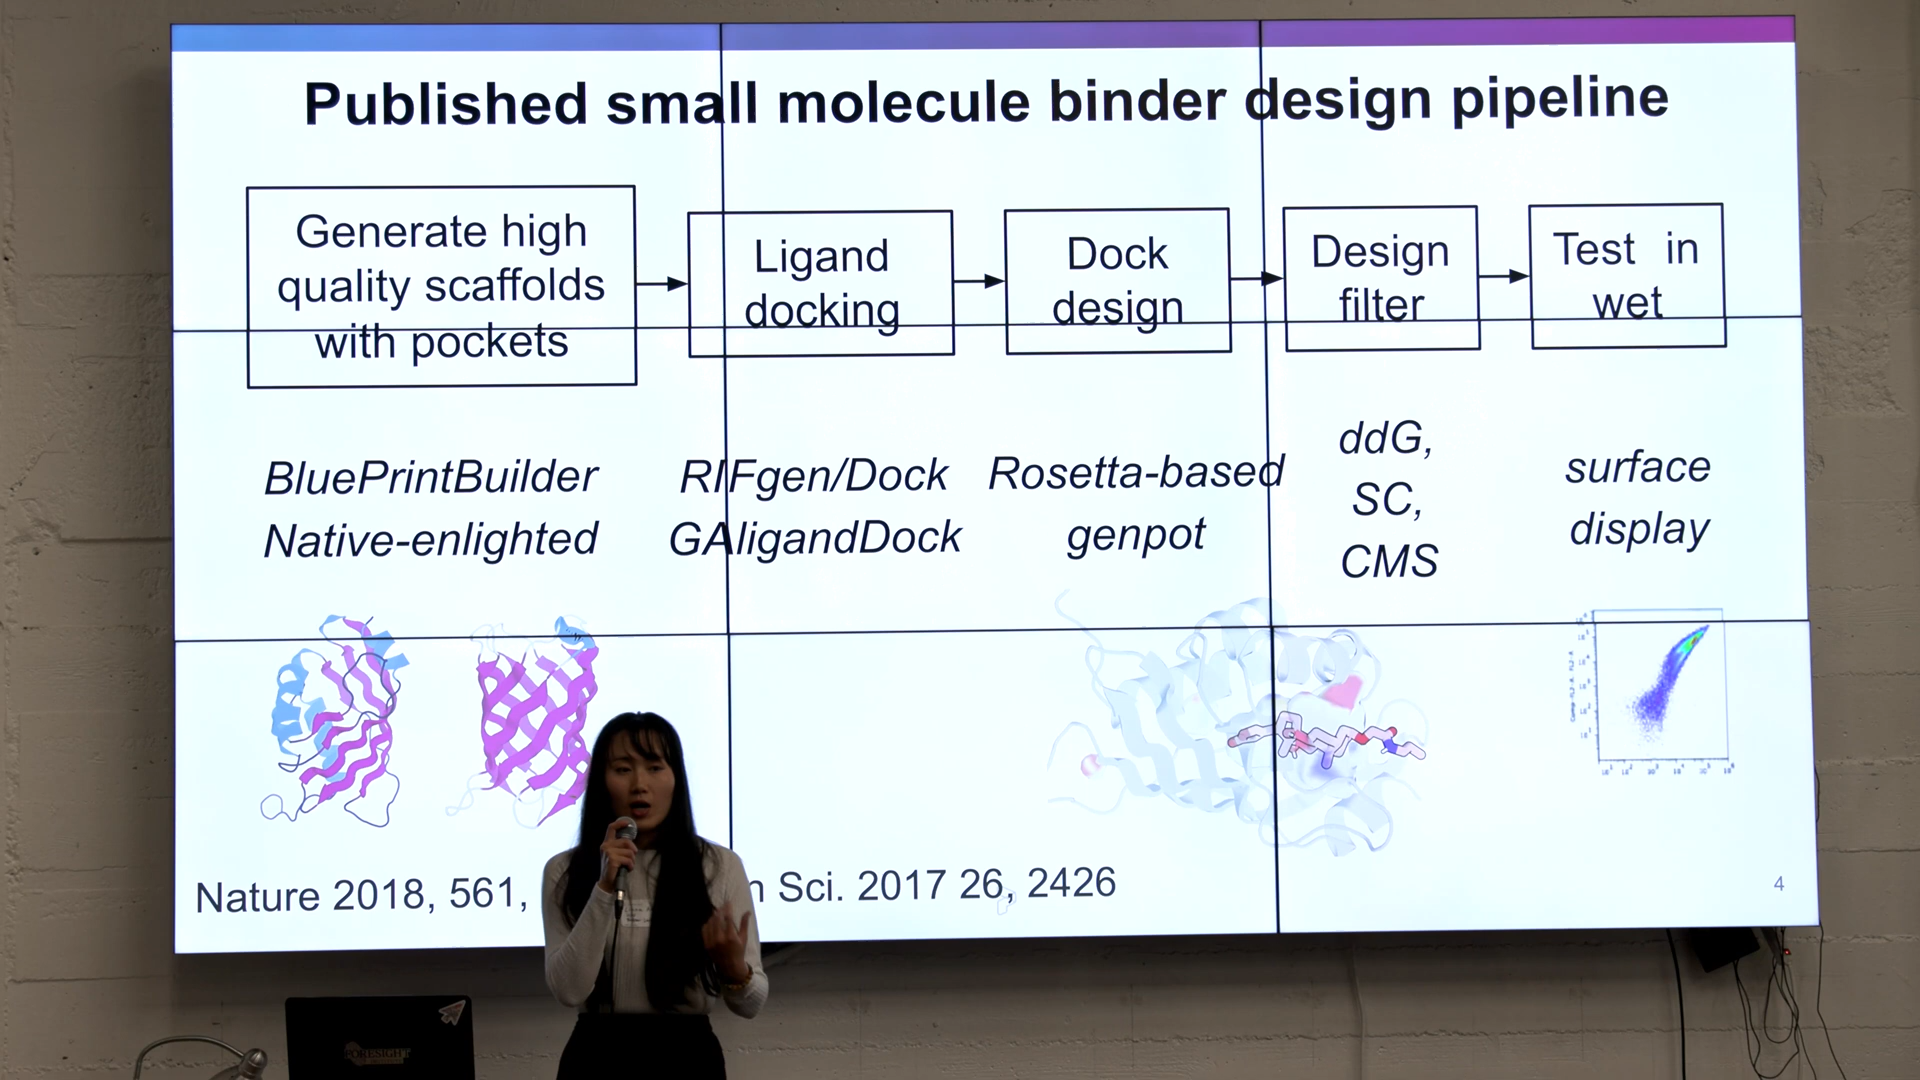 Published small molecule binder design pipeline
Generate high
quality scaffolds
with pockets
Ligand
docking
Dock
design
Design
filter
Test in
wet
BluePrintBuilder
Native-enlighted
RIFgen/Dock
GAligandDock
Rosetta-based
genpot
ddG,
SC,
CMS
surface
display
Nature 2018, 561,
Sci. 2017 26, 2426
4
FORESIGHT